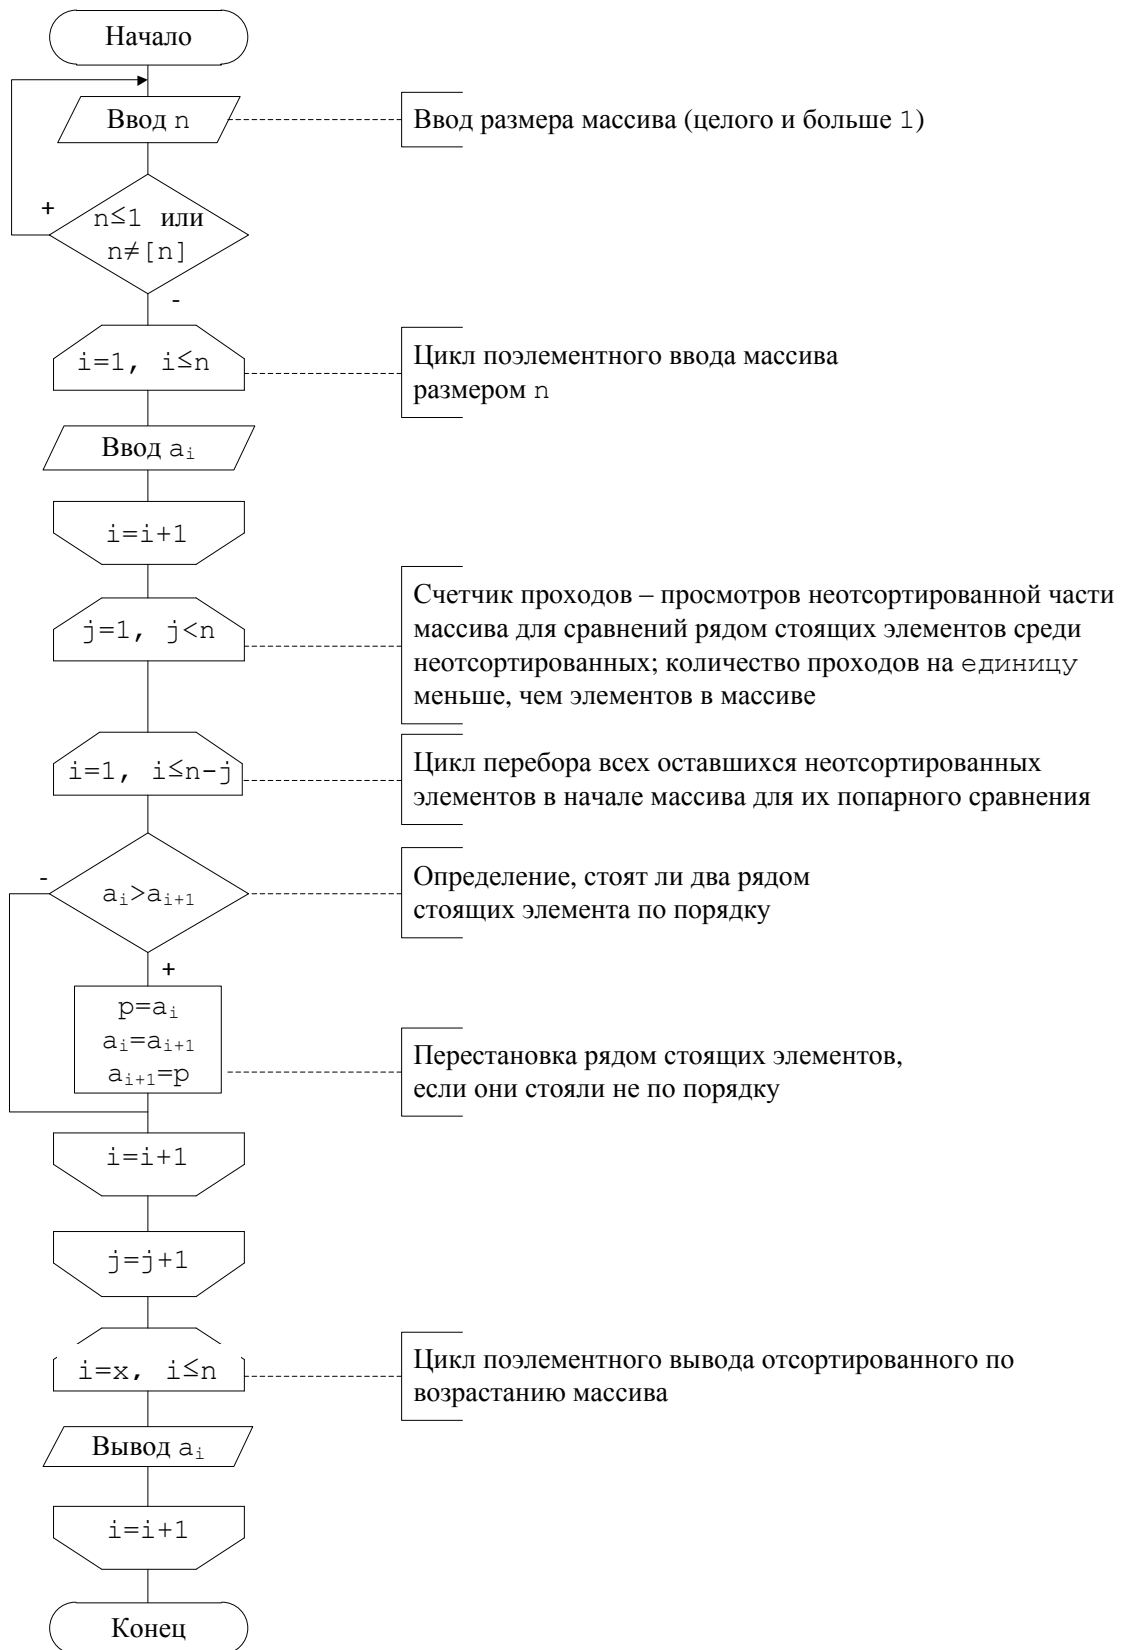 Начало
Ввод n
Ввод размера массива (целого и больше 1)
+
n≤1 или
n≠[n]
-
i=1, i≤n
Цикл поэлементного ввода массива
размером n
Ввод aᵢ
i=i+1
j=1, j<n
Счетчик проходов – просмотров неотсортированной части
массива для сравнений рядом стоящих элементов среди
неотсортированных; количество проходов на единицу
меньше, чем элементов в массиве
i=1, i≤n-j
Цикл перебора всех оставшихся неотсортированных
элементов в начале массива для их попарного сравнения
-
aᵢ>aᵢ₊₁
Определение, стоят ли два рядом
стоящих элемента по порядку
+
p=aᵢ
aᵢ=aᵢ₊₁
aᵢ₊₁=p
Перестановка рядом стоящих элементов,
если они стояли не по порядку
i=i+1
j=j+1
i=x, i≤n
Цикл поэлементного вывода отсортированного по
возрастанию массива
Вывод aᵢ
i=i+1
Конец